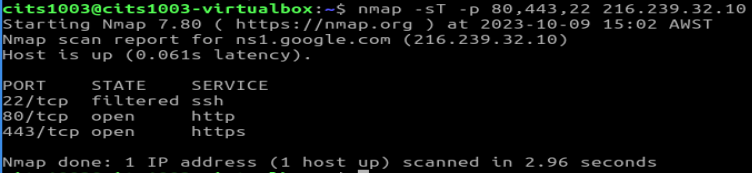 cits1003@cits1003-virtualbox:~$ nmap -sT -p 80,443,22 216.239.32.10
Starting Nmap 7.80 ( https://nmap.org ) at 2023-10-09 15:02 AWST
Nmap scan report for ns1.google.com (216.239.32.10)
Host is up (0.061s latency).
PORT    STATE    SERVICE
22/tcp  filtered ssh
80/tcp  open     http
443/tcp open     https
Nmap done: 1 IP address (1 host up) scanned in 2.96 seconds